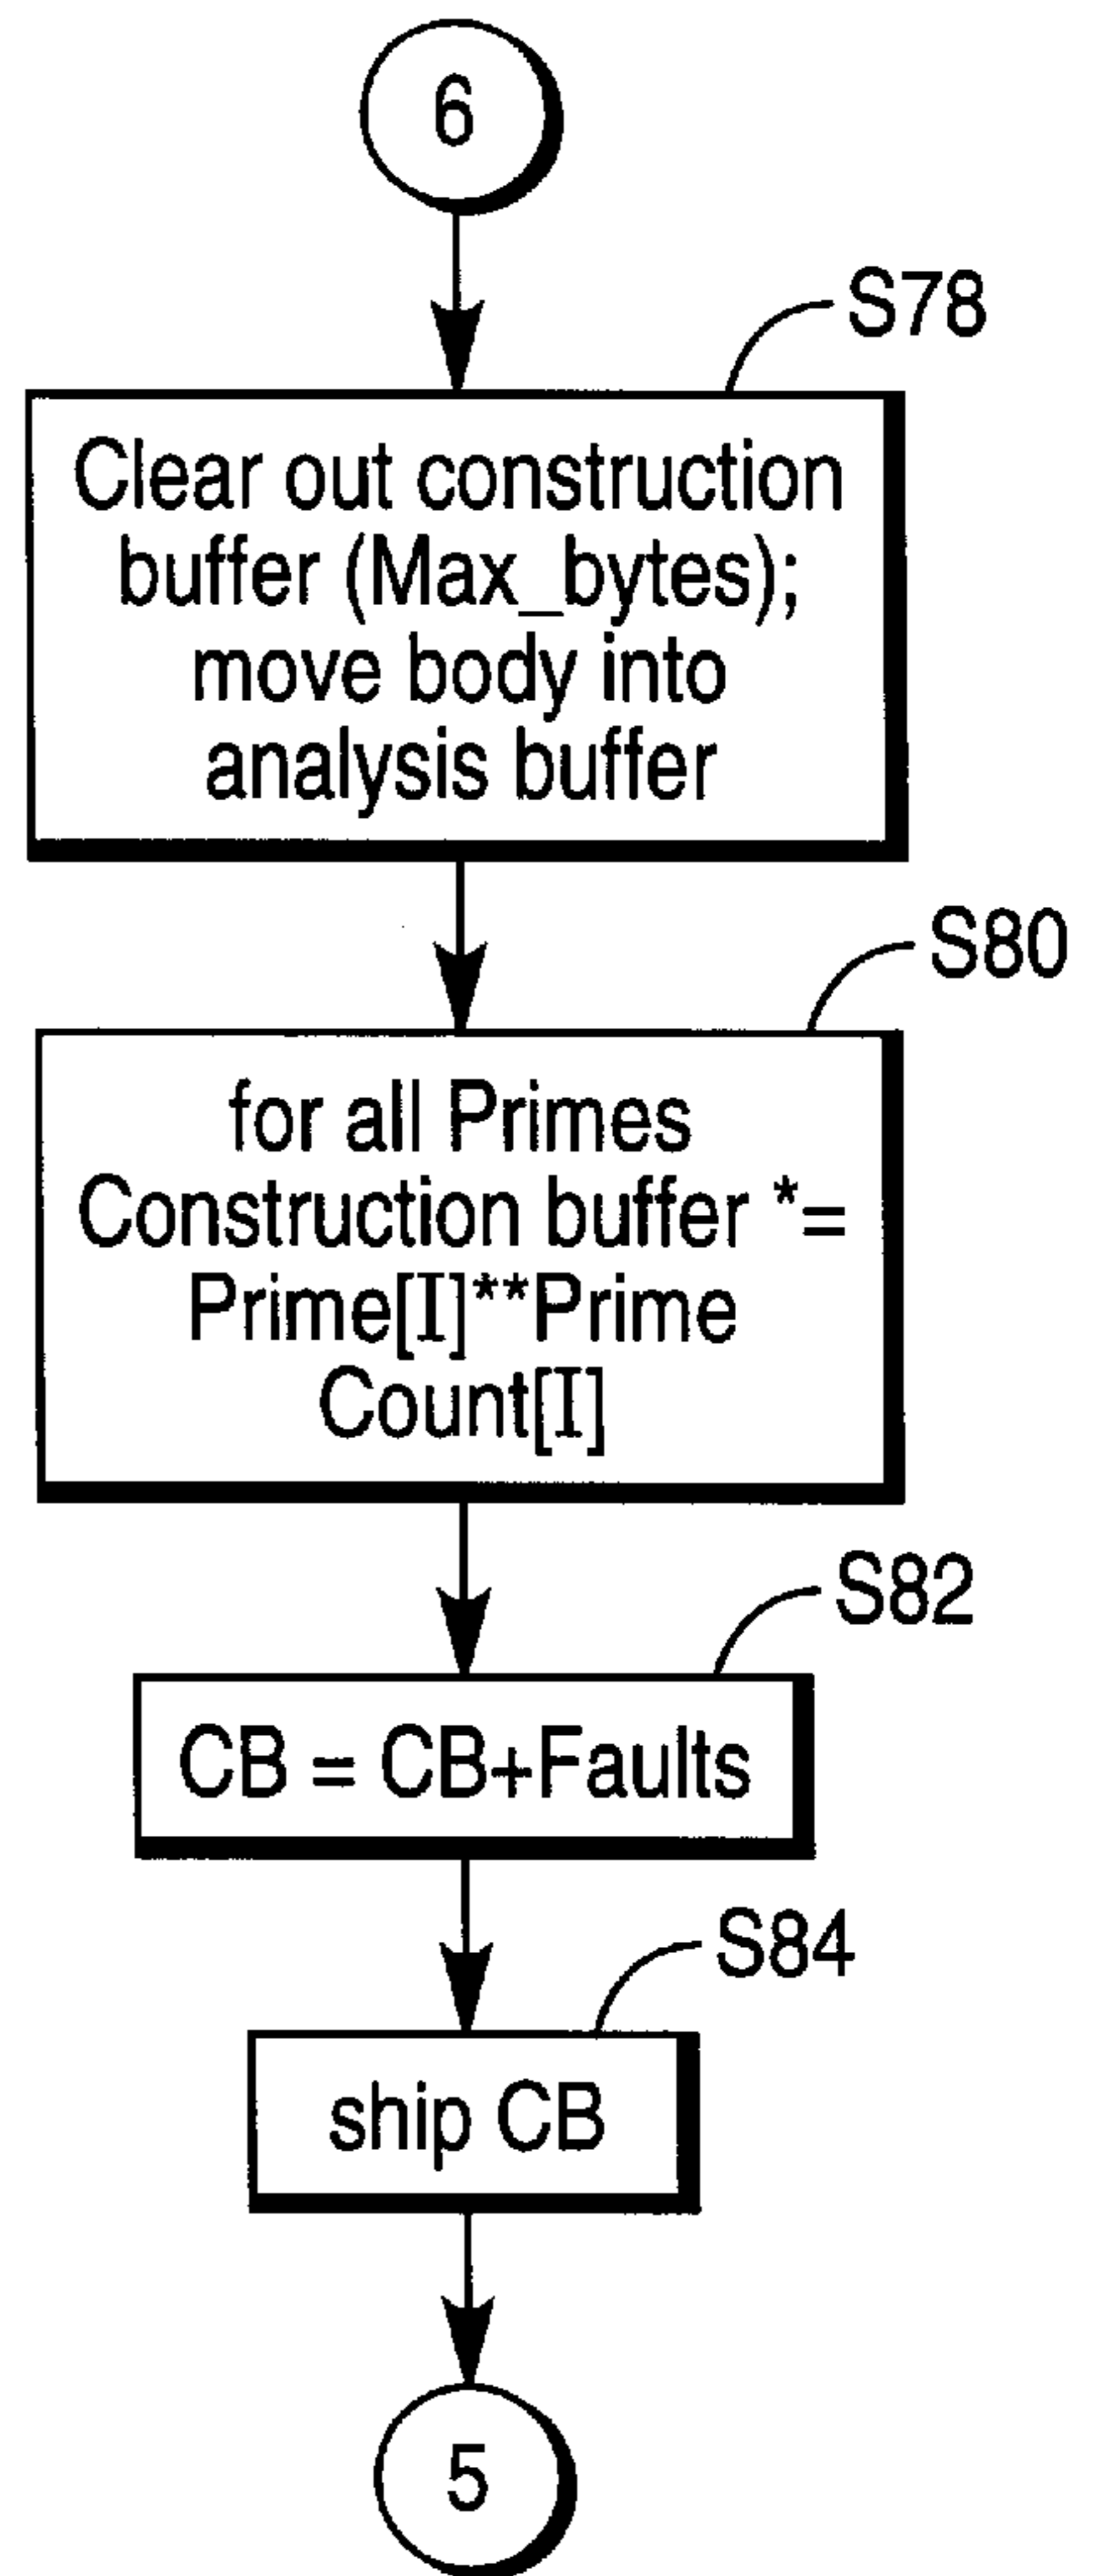 6
S78
Clear out construction
buffer (Max_bytes);
move body into
analysis buffer
S80
for all Primes
Construction buffer *=
Prime[I]**Prime
Count[I]
S82
CB = CB+Faults
S84
ship CB
5